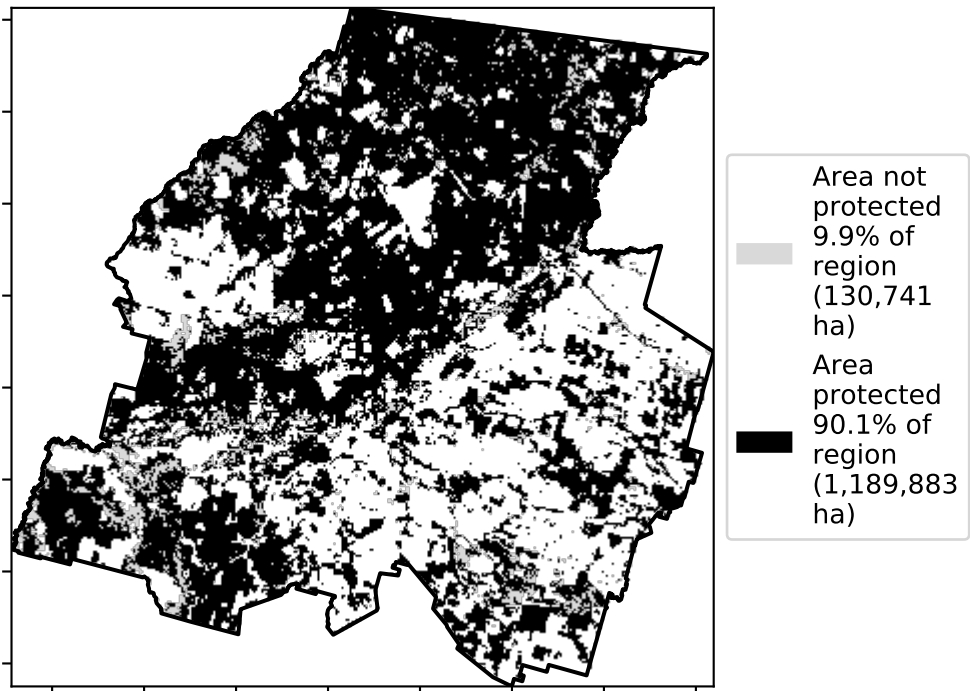 Area not
protected
9.9% of
region
(130,741
ha)
Area
protected
90.1% of
region
(1,189,883
ha)